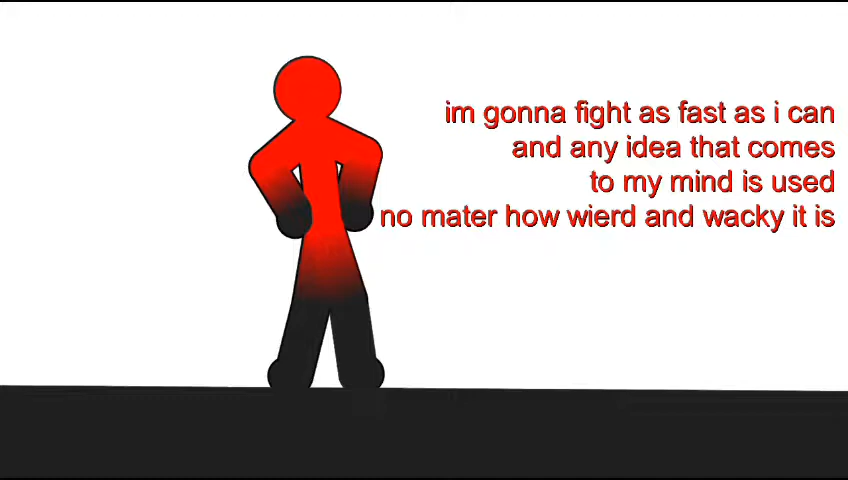 im gonna fight as fast as i can
and any idea that comes
to my mind is used
no mater how wierd and wacky it is